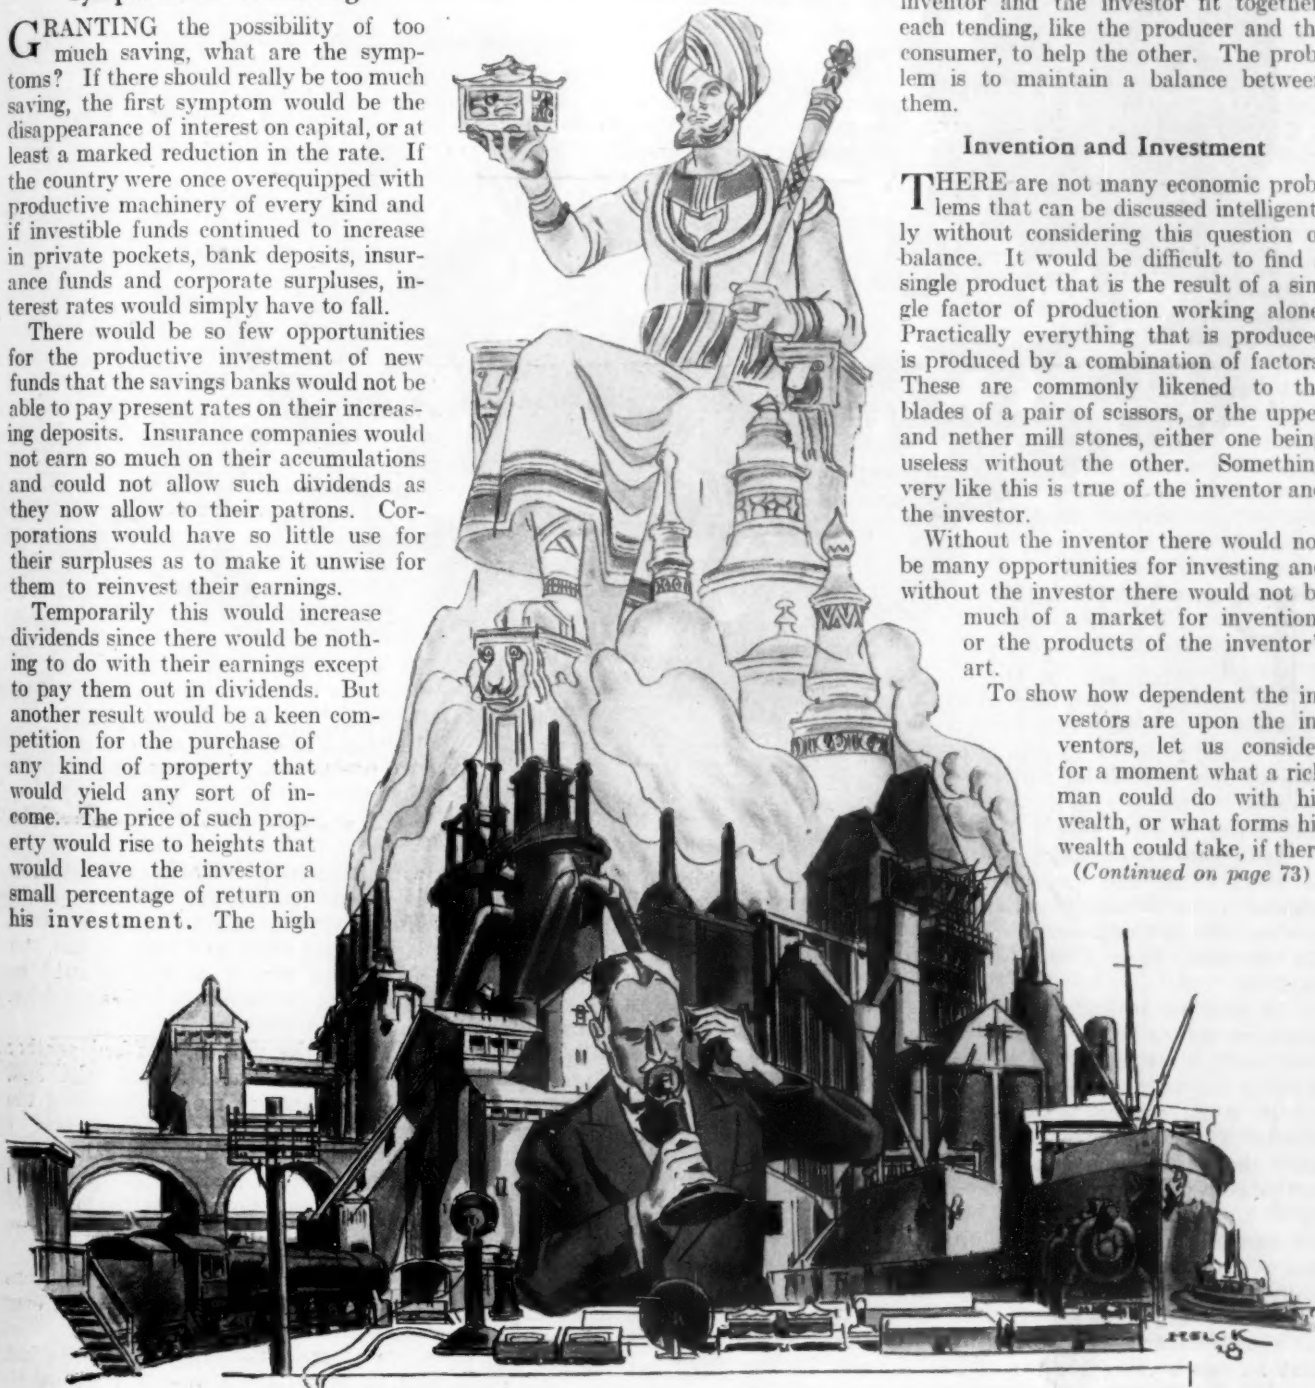 GRANTING the possibility of too
much saving, what are the symp-
toms? If there should really be too much
saving, the first symptom would be the
disappearance of interest on capital, or at
least a marked reduction in the rate. If
the country were once overequipped with
productive machinery of every kind and
if investible funds continued to increase
in private pockets, bank deposits, insur-
ance funds and corporate surpluses, in-
terest rates would simply have to fall.
There would be so few opportunities
for the productive investment of new
funds that the savings banks would not be
able to pay present rates on their increas-
ing deposits. Insurance companies would
not earn so much on their accumulations
and could not allow such dividends as
they now allow to their patrons. Cor-
porations would have so little use for
their surpluses as to make it unwise for
them to reinvest their earnings.
Temporarily this would increase
dividends since there would be noth-
ing to do with their earnings except
to pay them out in dividends. But
another result would be a keen com-
petition for the purchase of
any kind of property that
would yield any sort of in-
come. The price of such prop-
erty would rise to heights that
would leave the investor a
small percentage of return on
his investment. The high
inventor and the investor fit together
each tending, like the producer and th
consumer, to help the other. The prob
lem is to maintain a balance between
them.
Invention and Investment
THERE are not many economic prob
lems that can be discussed intelligent
ly without considering this question o
balance. It would be difficult to find
single product that is the result of a sin
gle factor of production working alone
Practically everything that is produced
is produced by a combination of factors
These are commonly likened to th
blades of a pair of scissors, or the uppe
and nether mill stones, either one bein
useless without the other. Somethin
very like this is true of the inventor and
the investor.
Without the inventor there would no
be many opportunities for investing and
without the investor there would not b
much of a market for invention
or the products of the inventor'
art.
To show how dependent the in
vestors are upon the in
ventors, let us conside
for a moment what a rich
man could do with hi
wealth, or what forms hi
wealth could take, if ther
(Continued on page 73)
HELCK
28